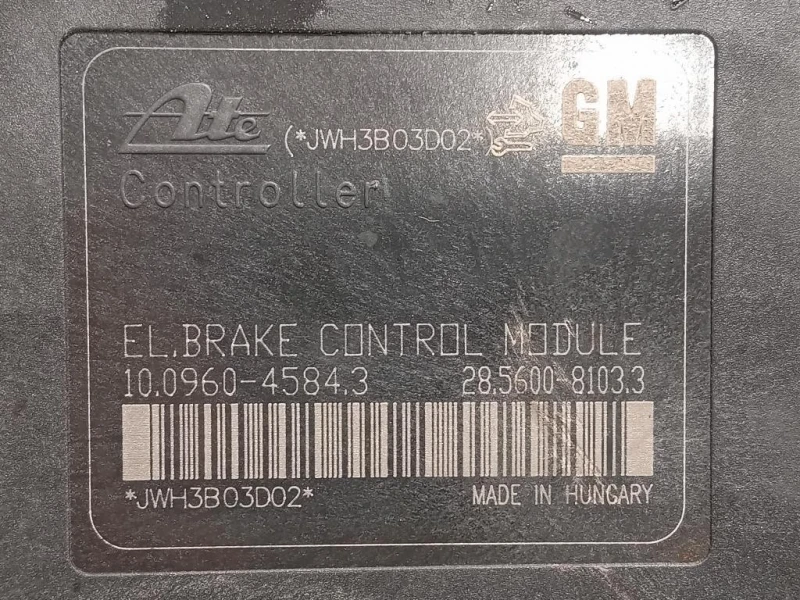 Ate (*JWH3B03D02*) GM
Controller
EL.BRAKE CONTROL MODULE
10.0960-4584.3 28.5600-8103.3
*JWH3B03D02* MADE IN HUNGARY